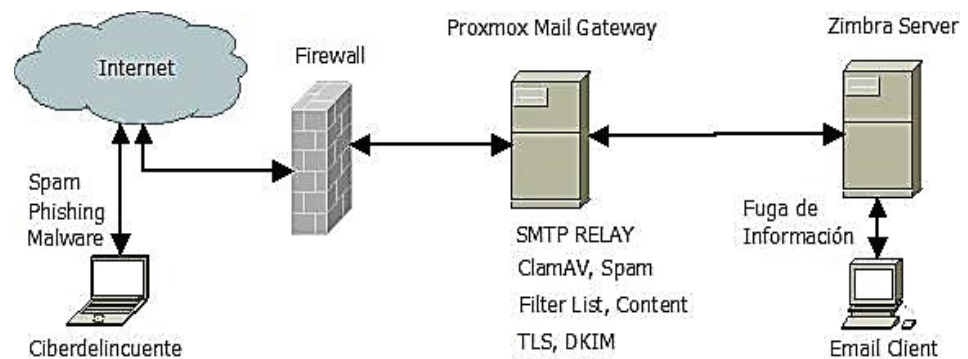 Internet
Firewall
Proxmox Mail Gateway
Zimbra Server
Spam
Phishing
Malware
Ciberdelincuente
SMTP RELAY
ClamAV, Spam
Filter List, Content
TLS, DKIM
Fuga de
Información
Email Client